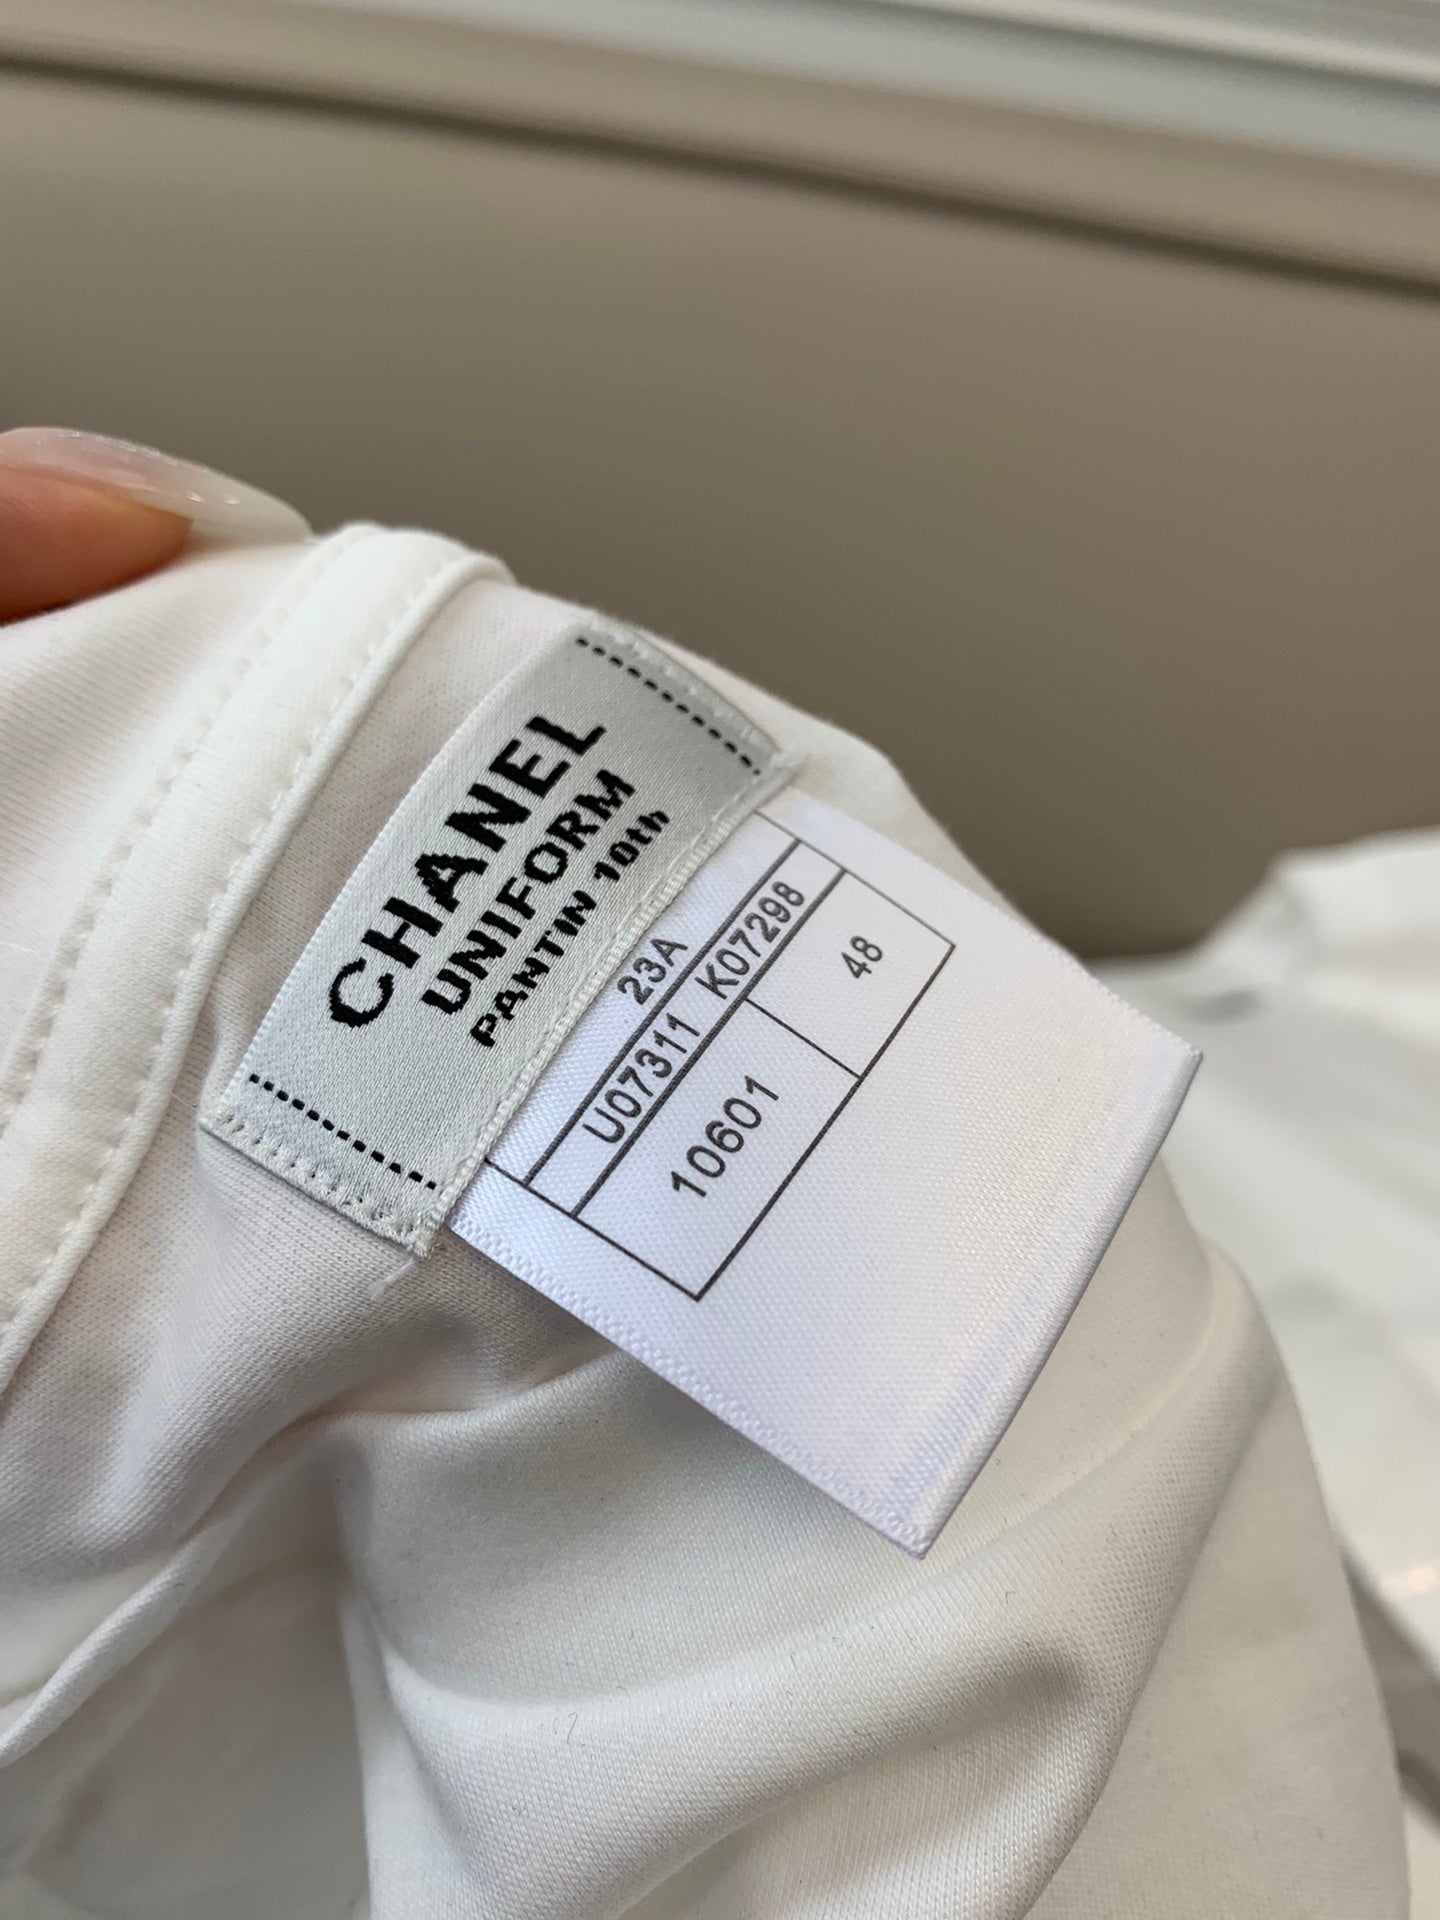 CHANEL
UNIFORM
PANTIN 10th
23A
U07311 K07298
10601 48